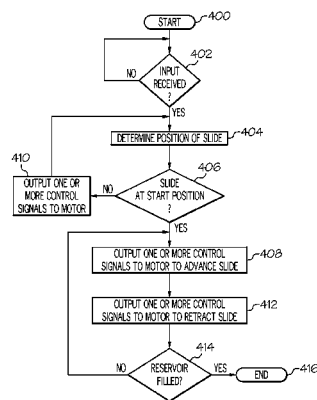 START
400
402
INPUT
RECEIVED
?
NO
YES
DETERMINE POSITION OF SLIDE
404
406
410
OUTPUT ONE OR
MORE CONTROL
SIGNALS TO MOTOR
NO
SLIDE
AT START POSITION
?
YES
OUTPUT ONE OR MORE CONTROL
SIGNALS TO MOTOR TO ADVANCE SLIDE
408
OUTPUT ONE OR MORE CONTROL
SIGNALS TO MOTOR TO RETRACT SLIDE
412
414
NO
RESERVOIR
FILLED?
YES
END
416